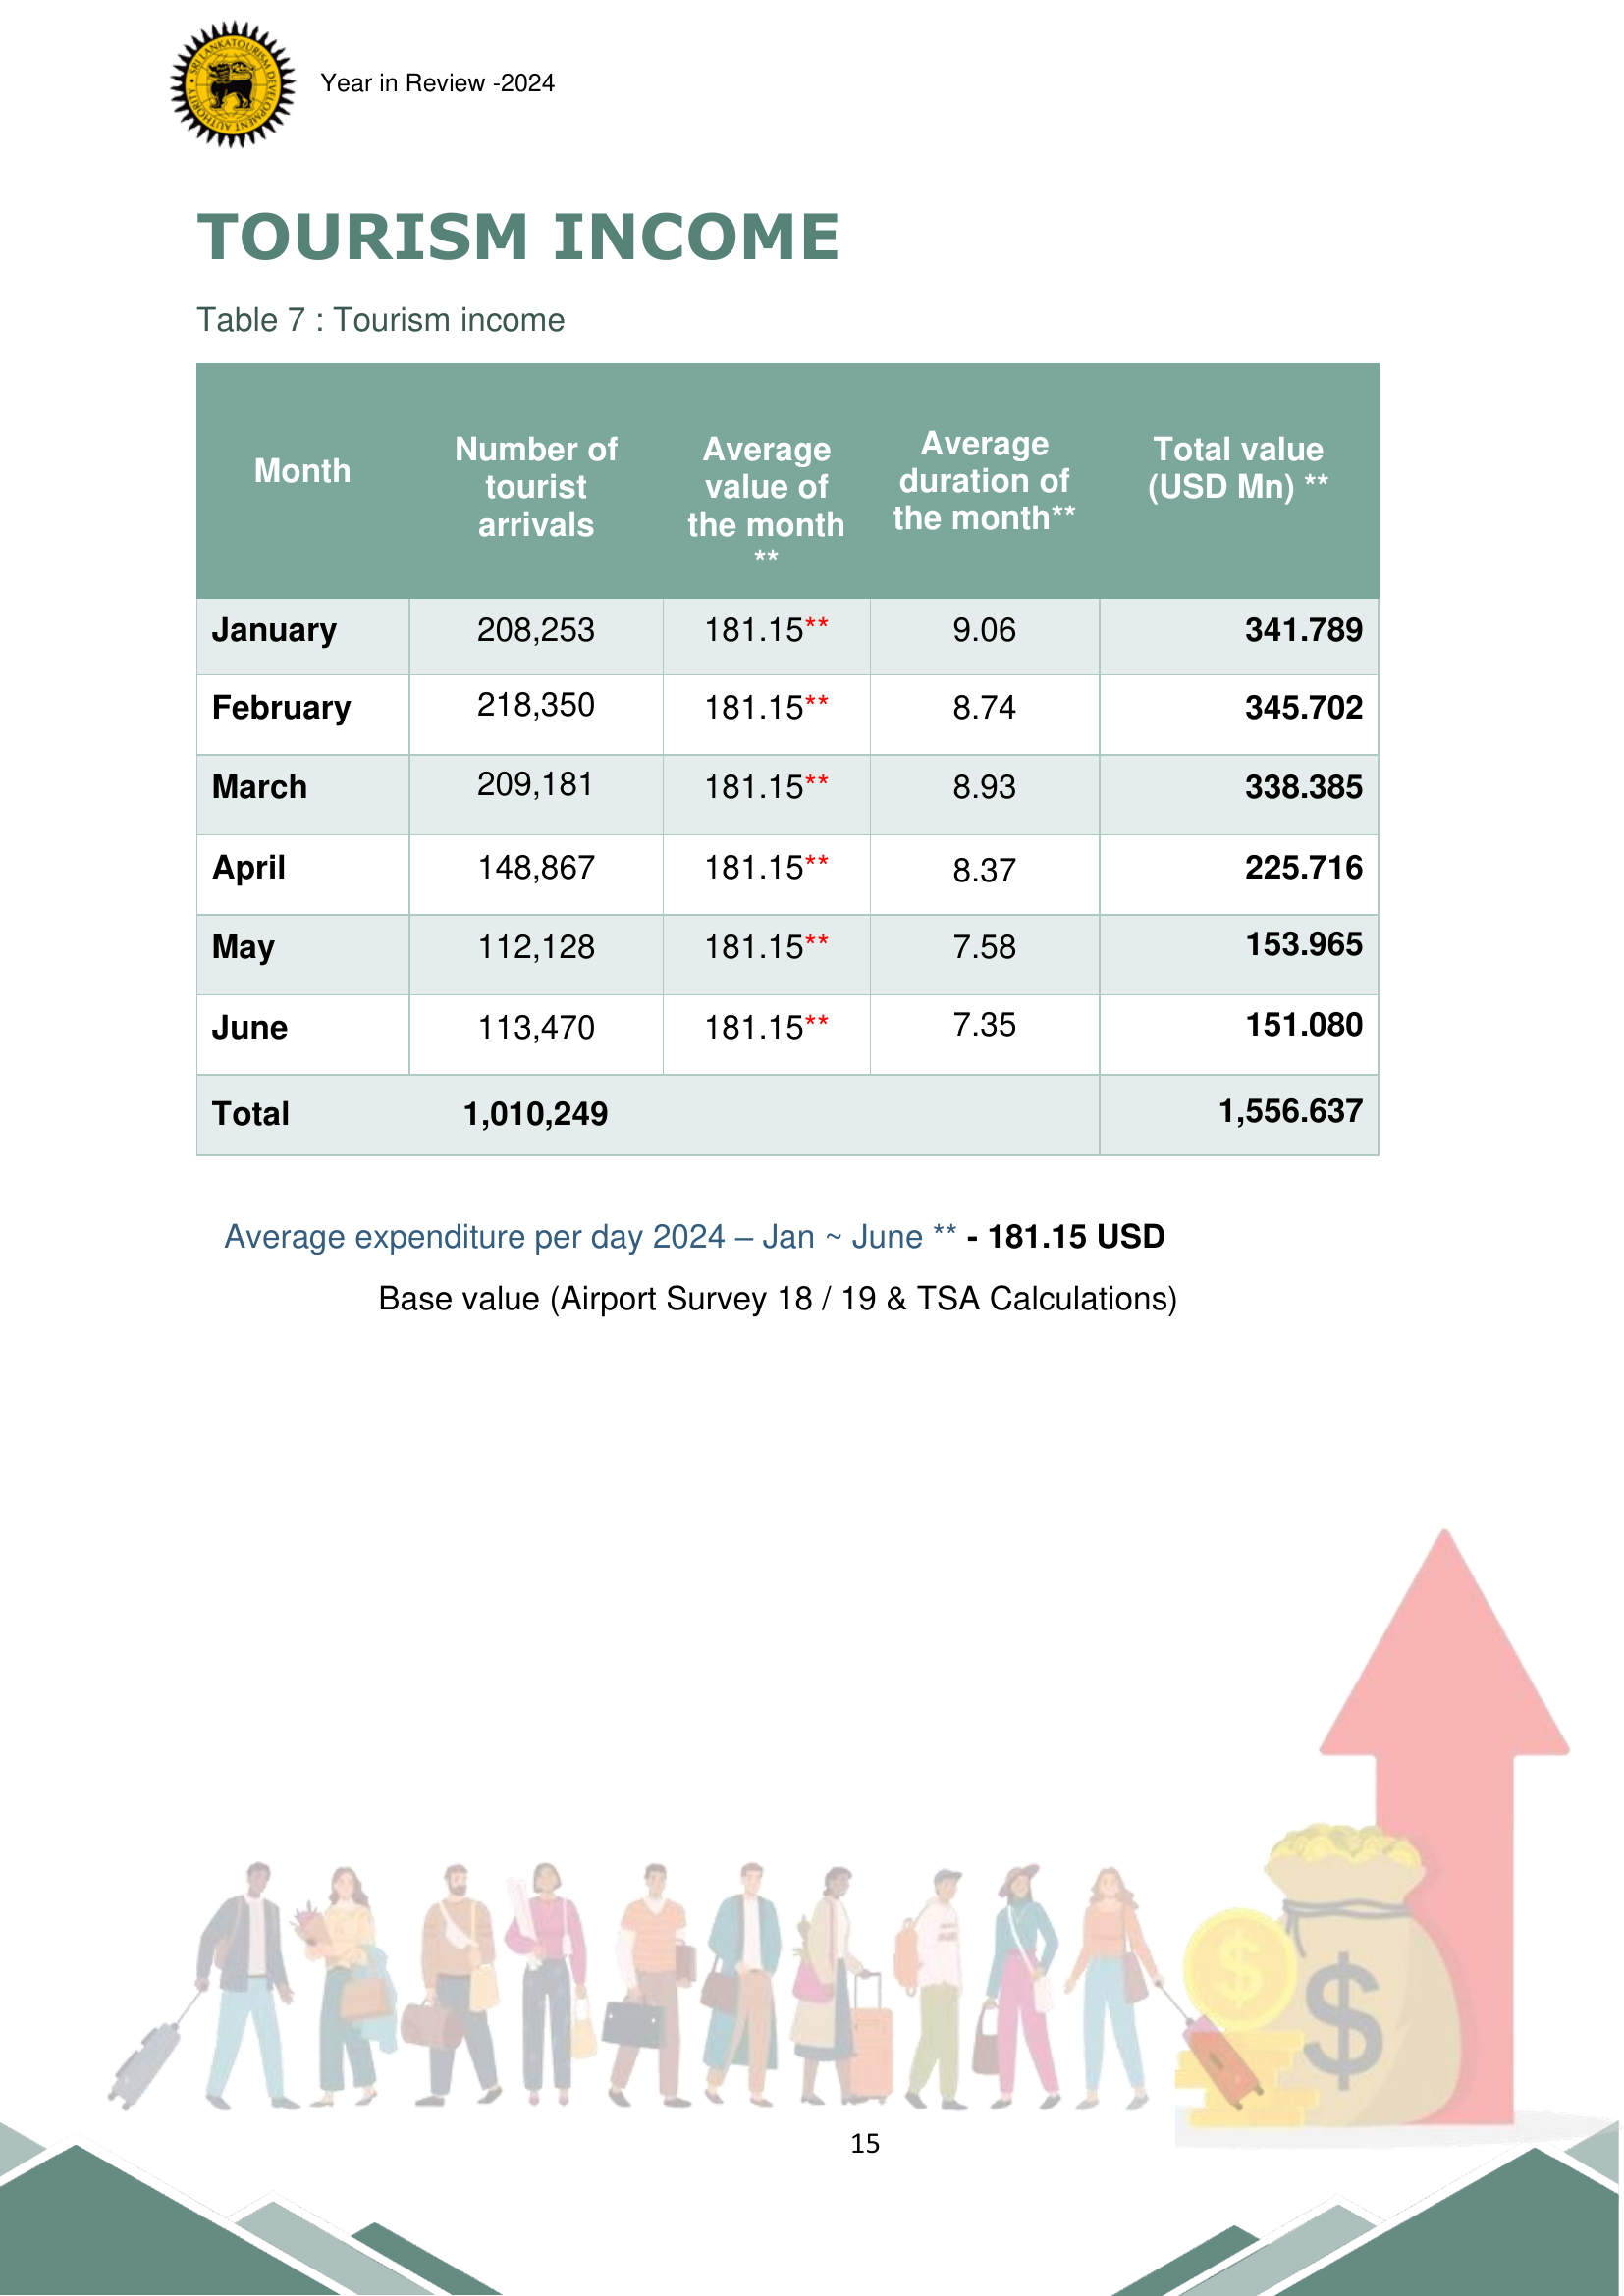 SRI LANKA TOURISM DEVELOPMENT AUTHORITY
Year in Review -2024
TOURISM INCOME
Table 7 : Tourism income
Month
Number of
tourist
arrivals
Average
value of
the month
**
Average
duration of
the month**
Total value
(USD Mn) **
January 208,253 181.15** 9.06 341.789
February 218,350 181.15** 8.74 345.702
March 209,181 181.15** 8.93 338.385
April 148,867 181.15** 8.37 225.716
May 112,128 181.15** 7.58 153.965
June 113,470 181.15** 7.35 151.080
Total 1,010,249 1,556.637
Average expenditure per day 2024 – Jan ~ June ** - 181.15 USD
Base value (Airport Survey 18 / 19 & TSA Calculations)
$
$
15